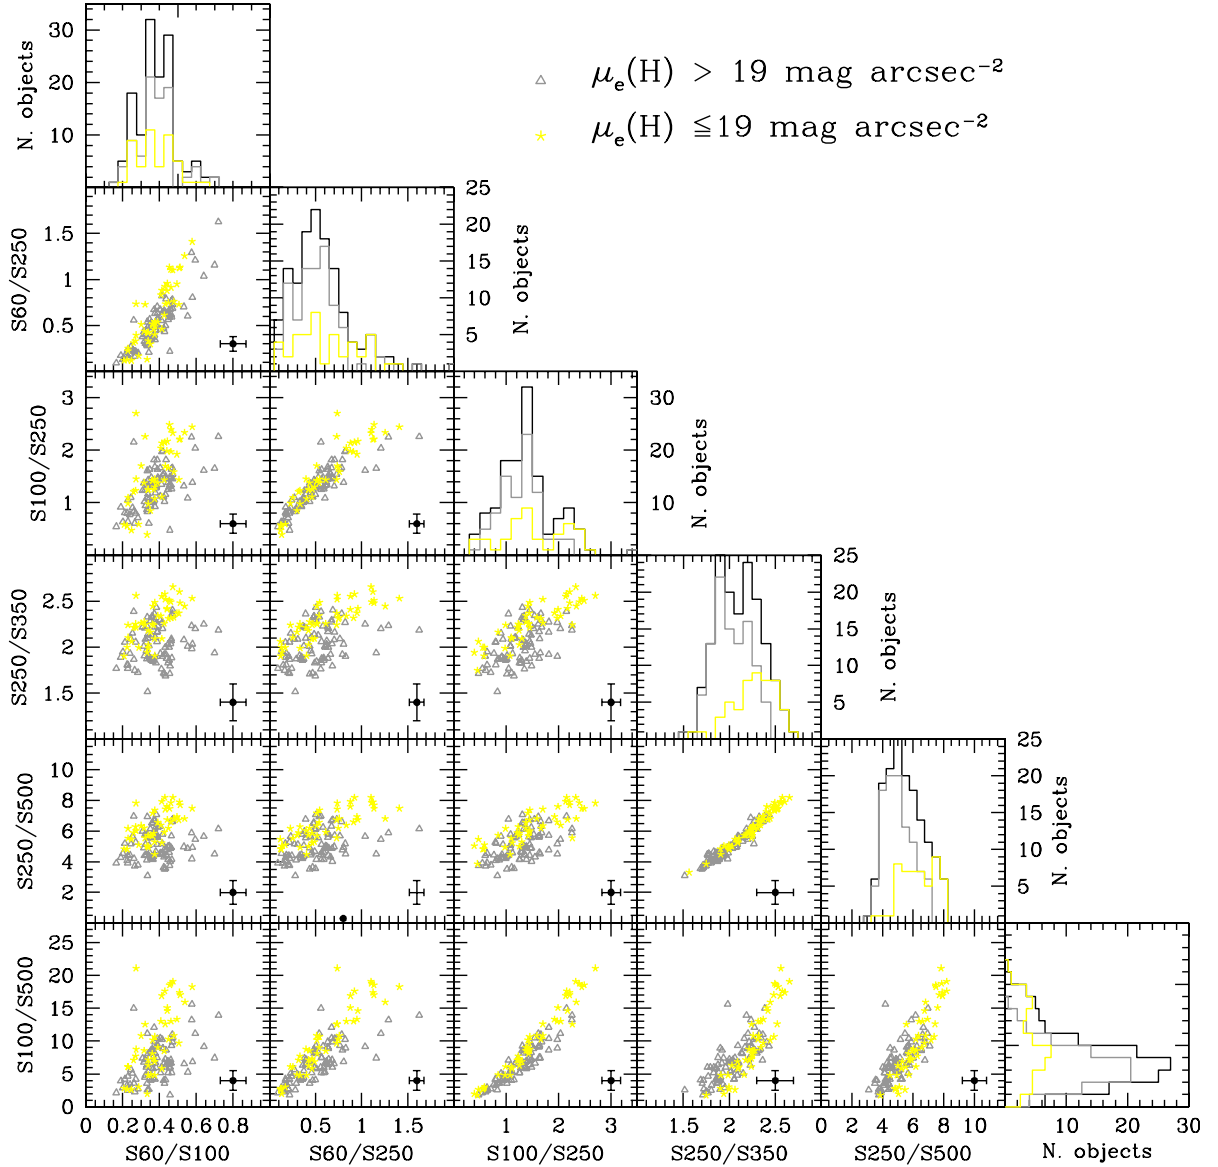 μe(H) > 19 mag arcsec−2
μe(H) ≦19 mag arcsec−2
N. objects
30
20
10
S60/S250
1.5
1
0.5
25
20
15
10
5
N. objects
S100/S250
3
2
1
30
20
10
N. objects
S250/S350
2.5
2
1.5
25
20
15
10
5
N. objects
S250/S500
10
8
6
4
2
25
20
15
10
5
N. objects
S100/S500
25
20
15
10
5
0
0 0.2 0.4 0.6 0.8
S60/S100
0.5 1 1.5
S60/S250
1 2 3
S100/S250
1.5 2 2.5
S250/S350
0 2 4 6 8 10
S250/S500
10 20 30
N. objects